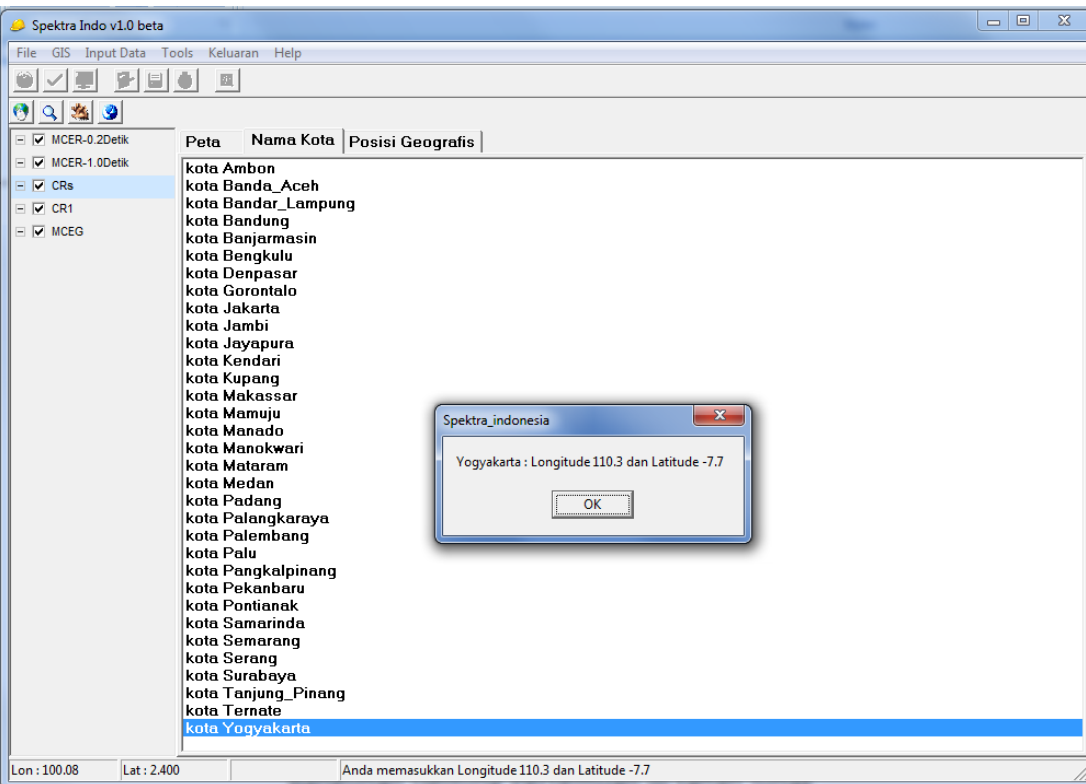 Spektra Indo v1.0 beta
File GIS Input Data Tools Keluaran Help
MCER-0.2Detik
MCER-1.0Detik
CRs
CR1
MCEG
Peta Nama Kota Posisi Geografis
kota Ambon
kota Banda_Aceh
kota Bandar_Lampung
kota Bandung
kota Banjarmasin
kota Bengkulu
kota Denpasar
kota Gorontalo
kota Jakarta
kota Jambi
kota Jayapura
kota Kendari
kota Kupang
kota Makassar
kota Mamuju
kota Manado
kota Manokwari
kota Mataram
kota Medan
kota Padang
kota Palangkaraya
kota Palembang
kota Palu
kota Pangkalpinang
kota Pekanbaru
kota Pontianak
kota Samarinda
kota Semarang
kota Serang
kota Surabaya
kota Tanjung_Pinang
kota Ternate
kota Yogyakarta
Spektra_indonesia
Yogyakarta : Longitude 110.3 dan Latitude -7.7
OK
Lon : 100.08 Lat : 2.400 Anda memasukkan Longitude 110.3 dan Latitude -7.7